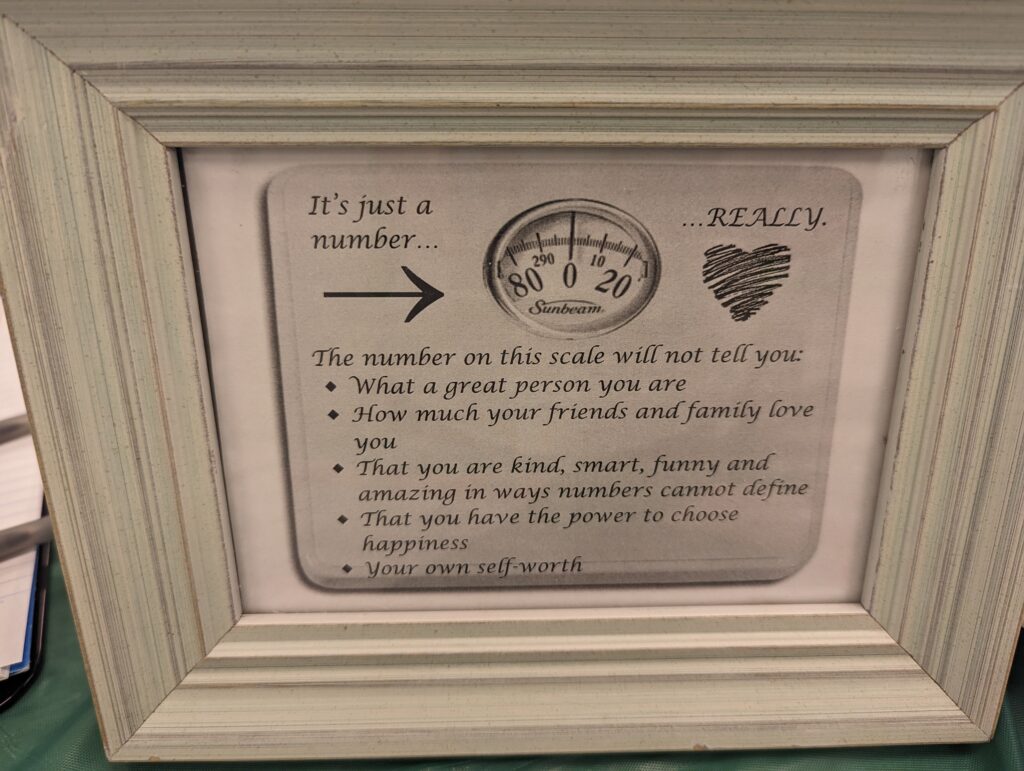 It's just a
number...
...REALLY.
290 10
80 0 20
Sunbeam
The number on this scale will not tell you:
◆ What a great person you are
◆ How much your friends and family love
you
◆ That you are kind, smart, funny and
amazing in ways numbers cannot define
◆ That you have the power to choose
happiness
◆ Your own self-worth